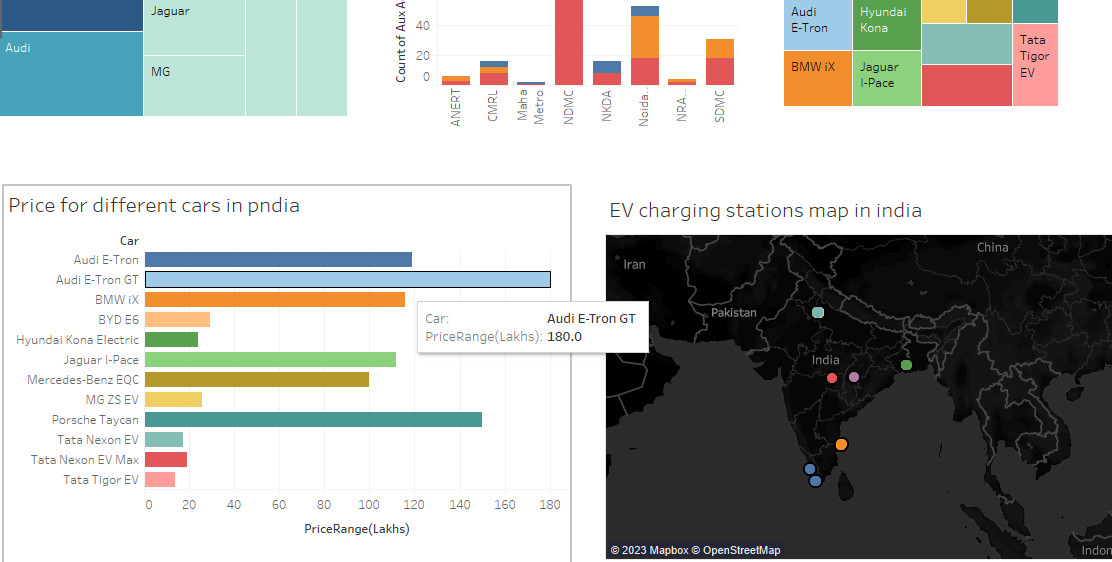 Audi
Jaguar
MG
Count of Aux A
40
20
0
ANERT
CMRL
Maha
Metro
NDMC
NKDA
Noida..
NRA..
SDMC
Audi
E-Tron
Hyundai
Kona
BMW iX
Jaguar
I-Pace
Tata
Tigor
EV
Price for different cars in pndia
Car
Audi E-Tron
Audi E-Tron GT
BMW iX
BYD E6
Hyundai Kona Electric
Jaguar I-Pace
Mercedes-Benz EQC
MG ZS EV
Porsche Taycan
Tata Nexon EV
Tata Nexon EV Max
Tata Tigor EV
0 20 40 60 80 100 120 140 160 180
PriceRange(Lakhs)
Car: Audi E-Tron GT
PriceRange(Lakhs): 180.0
EV charging stations map in india
Iran
China
Pakistan
India
Indon
© 2023 Mapbox © OpenStreetMap